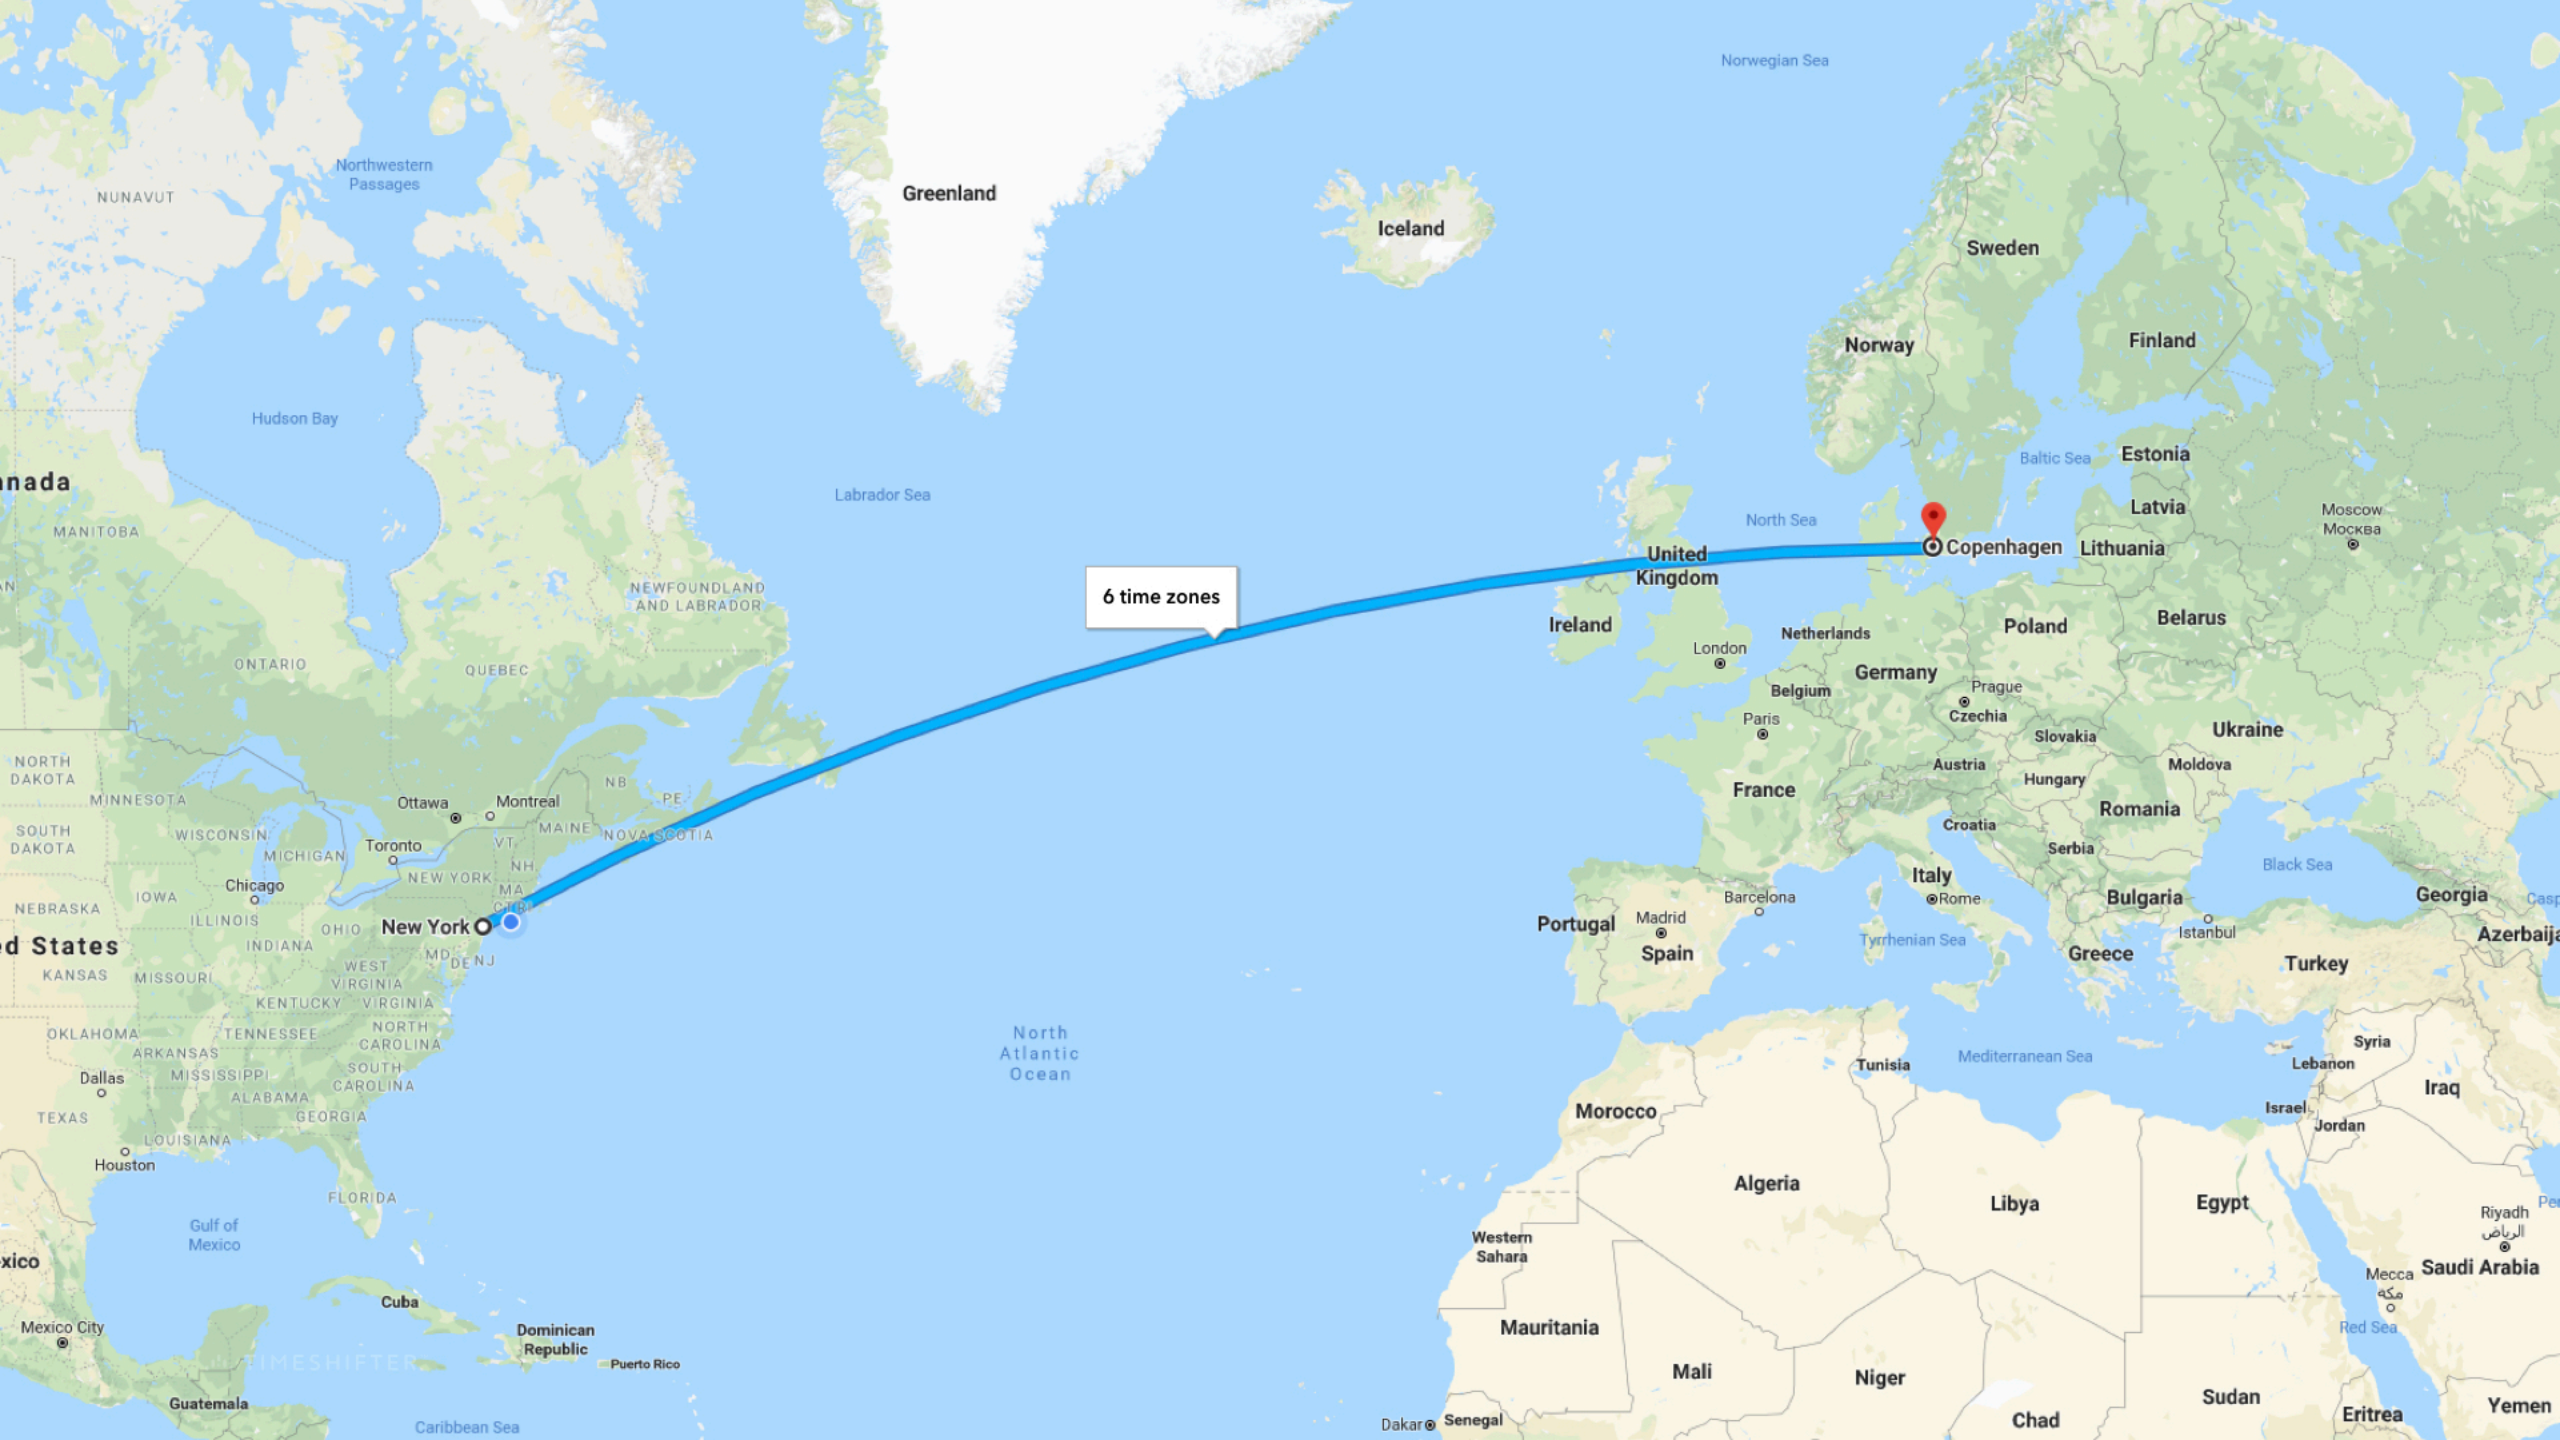 Norwegian Sea
Northwestern
Passages
NUNAVUT
Greenland
Iceland
Sweden
Norway
Finland
Hudson Bay
Baltic Sea
Estonia
nada
Labrador Sea
North Sea
Latvia
Moscow
Москва
MANITOBA
Copenhagen
Lithuania
United
Kingdom
AN
NEWFOUNDLAND
AND LABRADOR
6 time zones
Ireland
Netherlands
Poland
Belarus
London
ONTARIO
QUEBEC
Germany
Belgium
Prague
Czechia
Paris
Slovakia
Ukraine
NORTH
DAKOTA
Austria
Moldova
Hungary
NB
France
MINNESOTA
PE
Ottawa
Montreal
Romania
SOUTH
DAKOTA
WISCONSIN
MAINE
NOVA SCOTIA
Croatia
VT
Toronto
MICHIGAN
Serbia
NH
Black Sea
Italy
NEW YORK
Chicago
MA
IOWA
Barcelona
Rome
Bulgaria
Georgia
Casp
NEBRASKA
ILLINOIS
CT RI
New York
OHIO
Portugal
Madrid
Istanbul
Azerbaija
ed States
INDIANA
Tyrrhenian Sea
Spain
Greece
Turkey
MD
DE
NJ
KANSAS
MISSOURI
WEST
VIRGINIA
KENTUCKY
VIRGINIA
OKLAHOMA
TENNESSEE
NORTH
CAROLINA
North
Atlantic
Ocean
Syria
ARKANSAS
Tunisia
Mediterranean Sea
Lebanon
MISSISSIPPI
SOUTH
CAROLINA
Dallas
Iraq
ALABAMA
Morocco
Israel
TEXAS
GEORGIA
Jordan
LOUISIANA
Houston
Algeria
FLORIDA
Libya
Egypt
Per
Riyadh
الرياض
Gulf of
Mexico
Western
Sahara
xico
Saudi Arabia
Mecca
مكة
Cuba
Mexico City
Dominican
Republic
Mauritania
Red Sea
TIMESHIFTER
Puerto Rico
Mali
Niger
Guatemala
Sudan
Yemen
Caribbean Sea
Dakar
Senegal
Chad
Eritrea